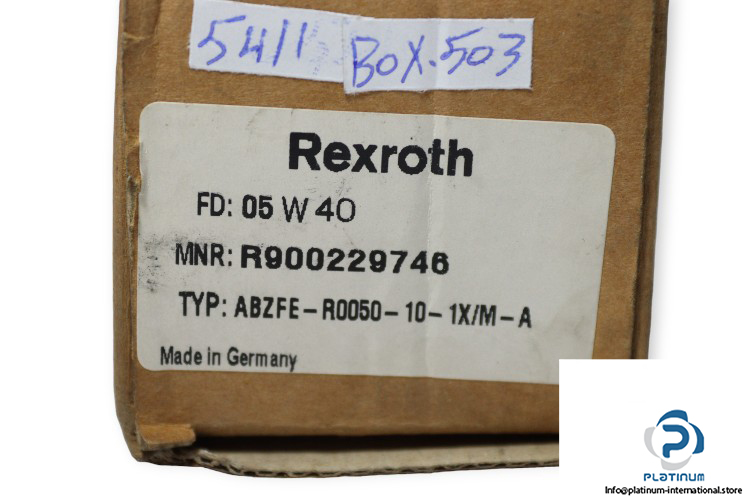 5411
BOX.503
Rexroth
FD: 05 W 40
MNR: R900229746
TYP: ABZFE-R0050-10-1X/M-A
Made in Germany
PLATINUM
Info@platinum-international.store